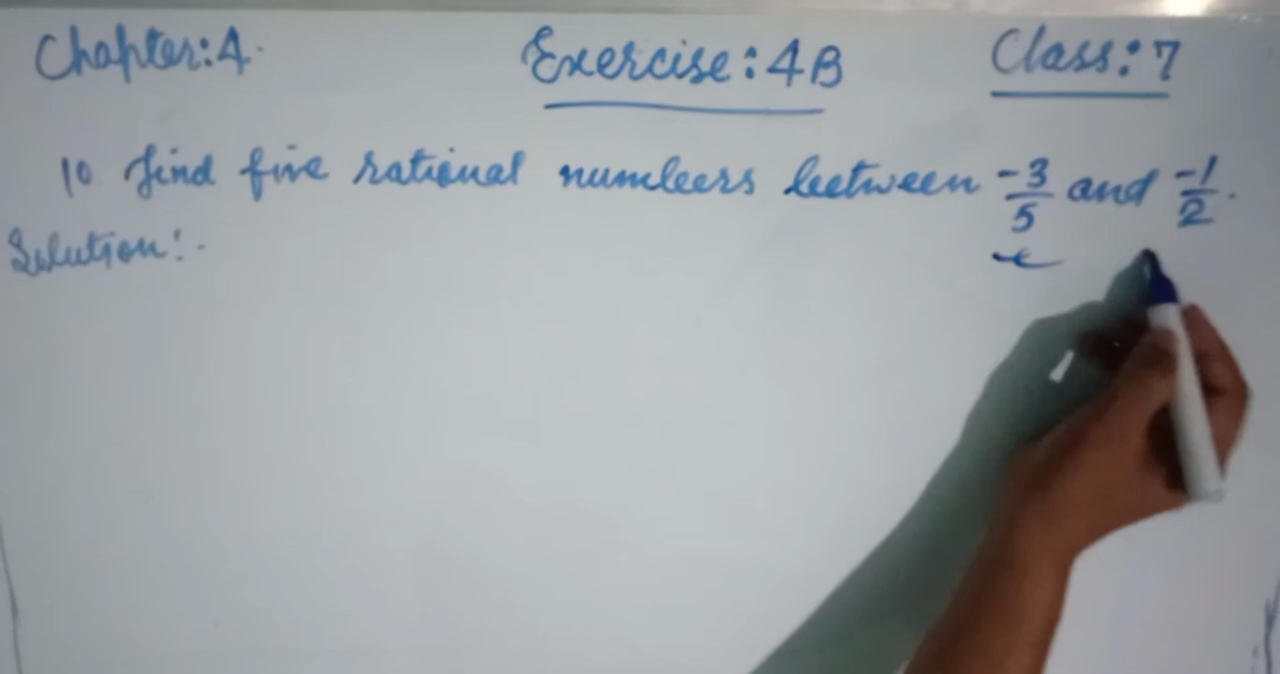 Chapter:4.
Exercise:4B
Class:7
10 find five rational numbers between -3/5 and -1/2.
Solution:-